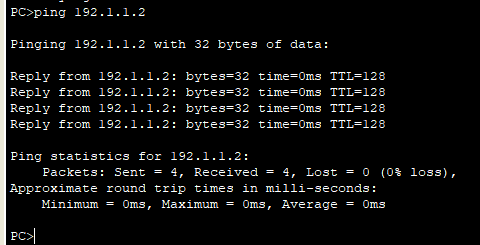 PC>ping 192.1.1.2
Pinging 192.1.1.2 with 32 bytes of data:
Reply from 192.1.1.2: bytes=32 time=0ms TTL=128
Reply from 192.1.1.2: bytes=32 time=0ms TTL=128
Reply from 192.1.1.2: bytes=32 time=0ms TTL=128
Reply from 192.1.1.2: bytes=32 time=0ms TTL=128
Ping statistics for 192.1.1.2:
    Packets: Sent = 4, Received = 4, Lost = 0 (0% loss),
Approximate round trip times in milli-seconds:
    Minimum = 0ms, Maximum = 0ms, Average = 0ms
PC>